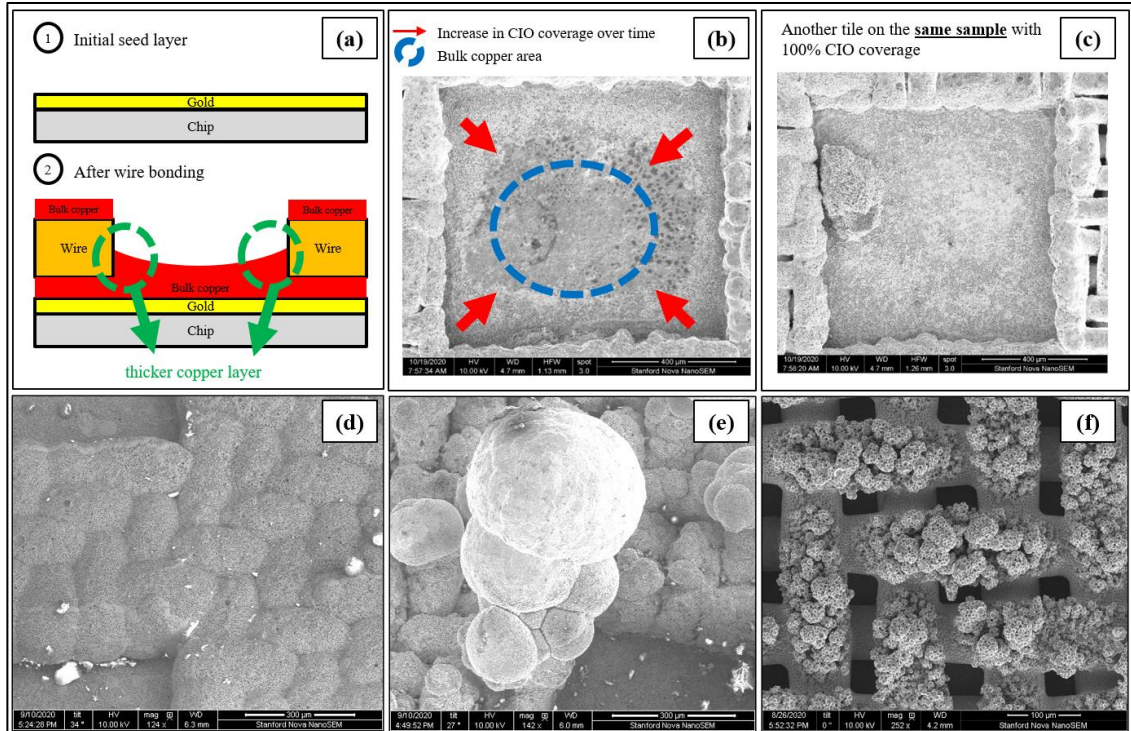 1 Initial seed layer
(a)
Gold
Chip
2 After wire bonding
Bulk copper
Bulk copper
Wire
Wire
Bulk copper
Gold
Chip
thicker copper layer
Increase in CIO coverage over time
(b)
Bulk copper area
10/19/2020 HV WD HFW spot 400 µm
7:57:34 AM 10.00 kV 4.7 mm 1.13 mm 3.0 Stanford Nova NanoSEM
Another tile on the same sample with
100% CIO coverage
(c)
10/19/2020 HV WD HFW spot 400 µm
7:58:20 AM 10.00 kV 4.7 mm 1.26 mm 3.0 Stanford Nova NanoSEM
(d)
9/10/2020 tilt HV mag WD 300 µm
5:24:28 PM 34 ° 10.00 kV 124 x 6.3 mm Stanford Nova NanoSEM
(e)
9/10/2020 tilt HV mag WD 300 µm
4:49:52 PM 27 ° 10.00 kV 142 x 6.0 mm Stanford Nova NanoSEM
(f)
8/26/2020 tilt HV mag WD 100 µm
5:52:32 PM 0 ° 10.00 kV 252 x 4.2 mm Stanford Nova NanoSEM